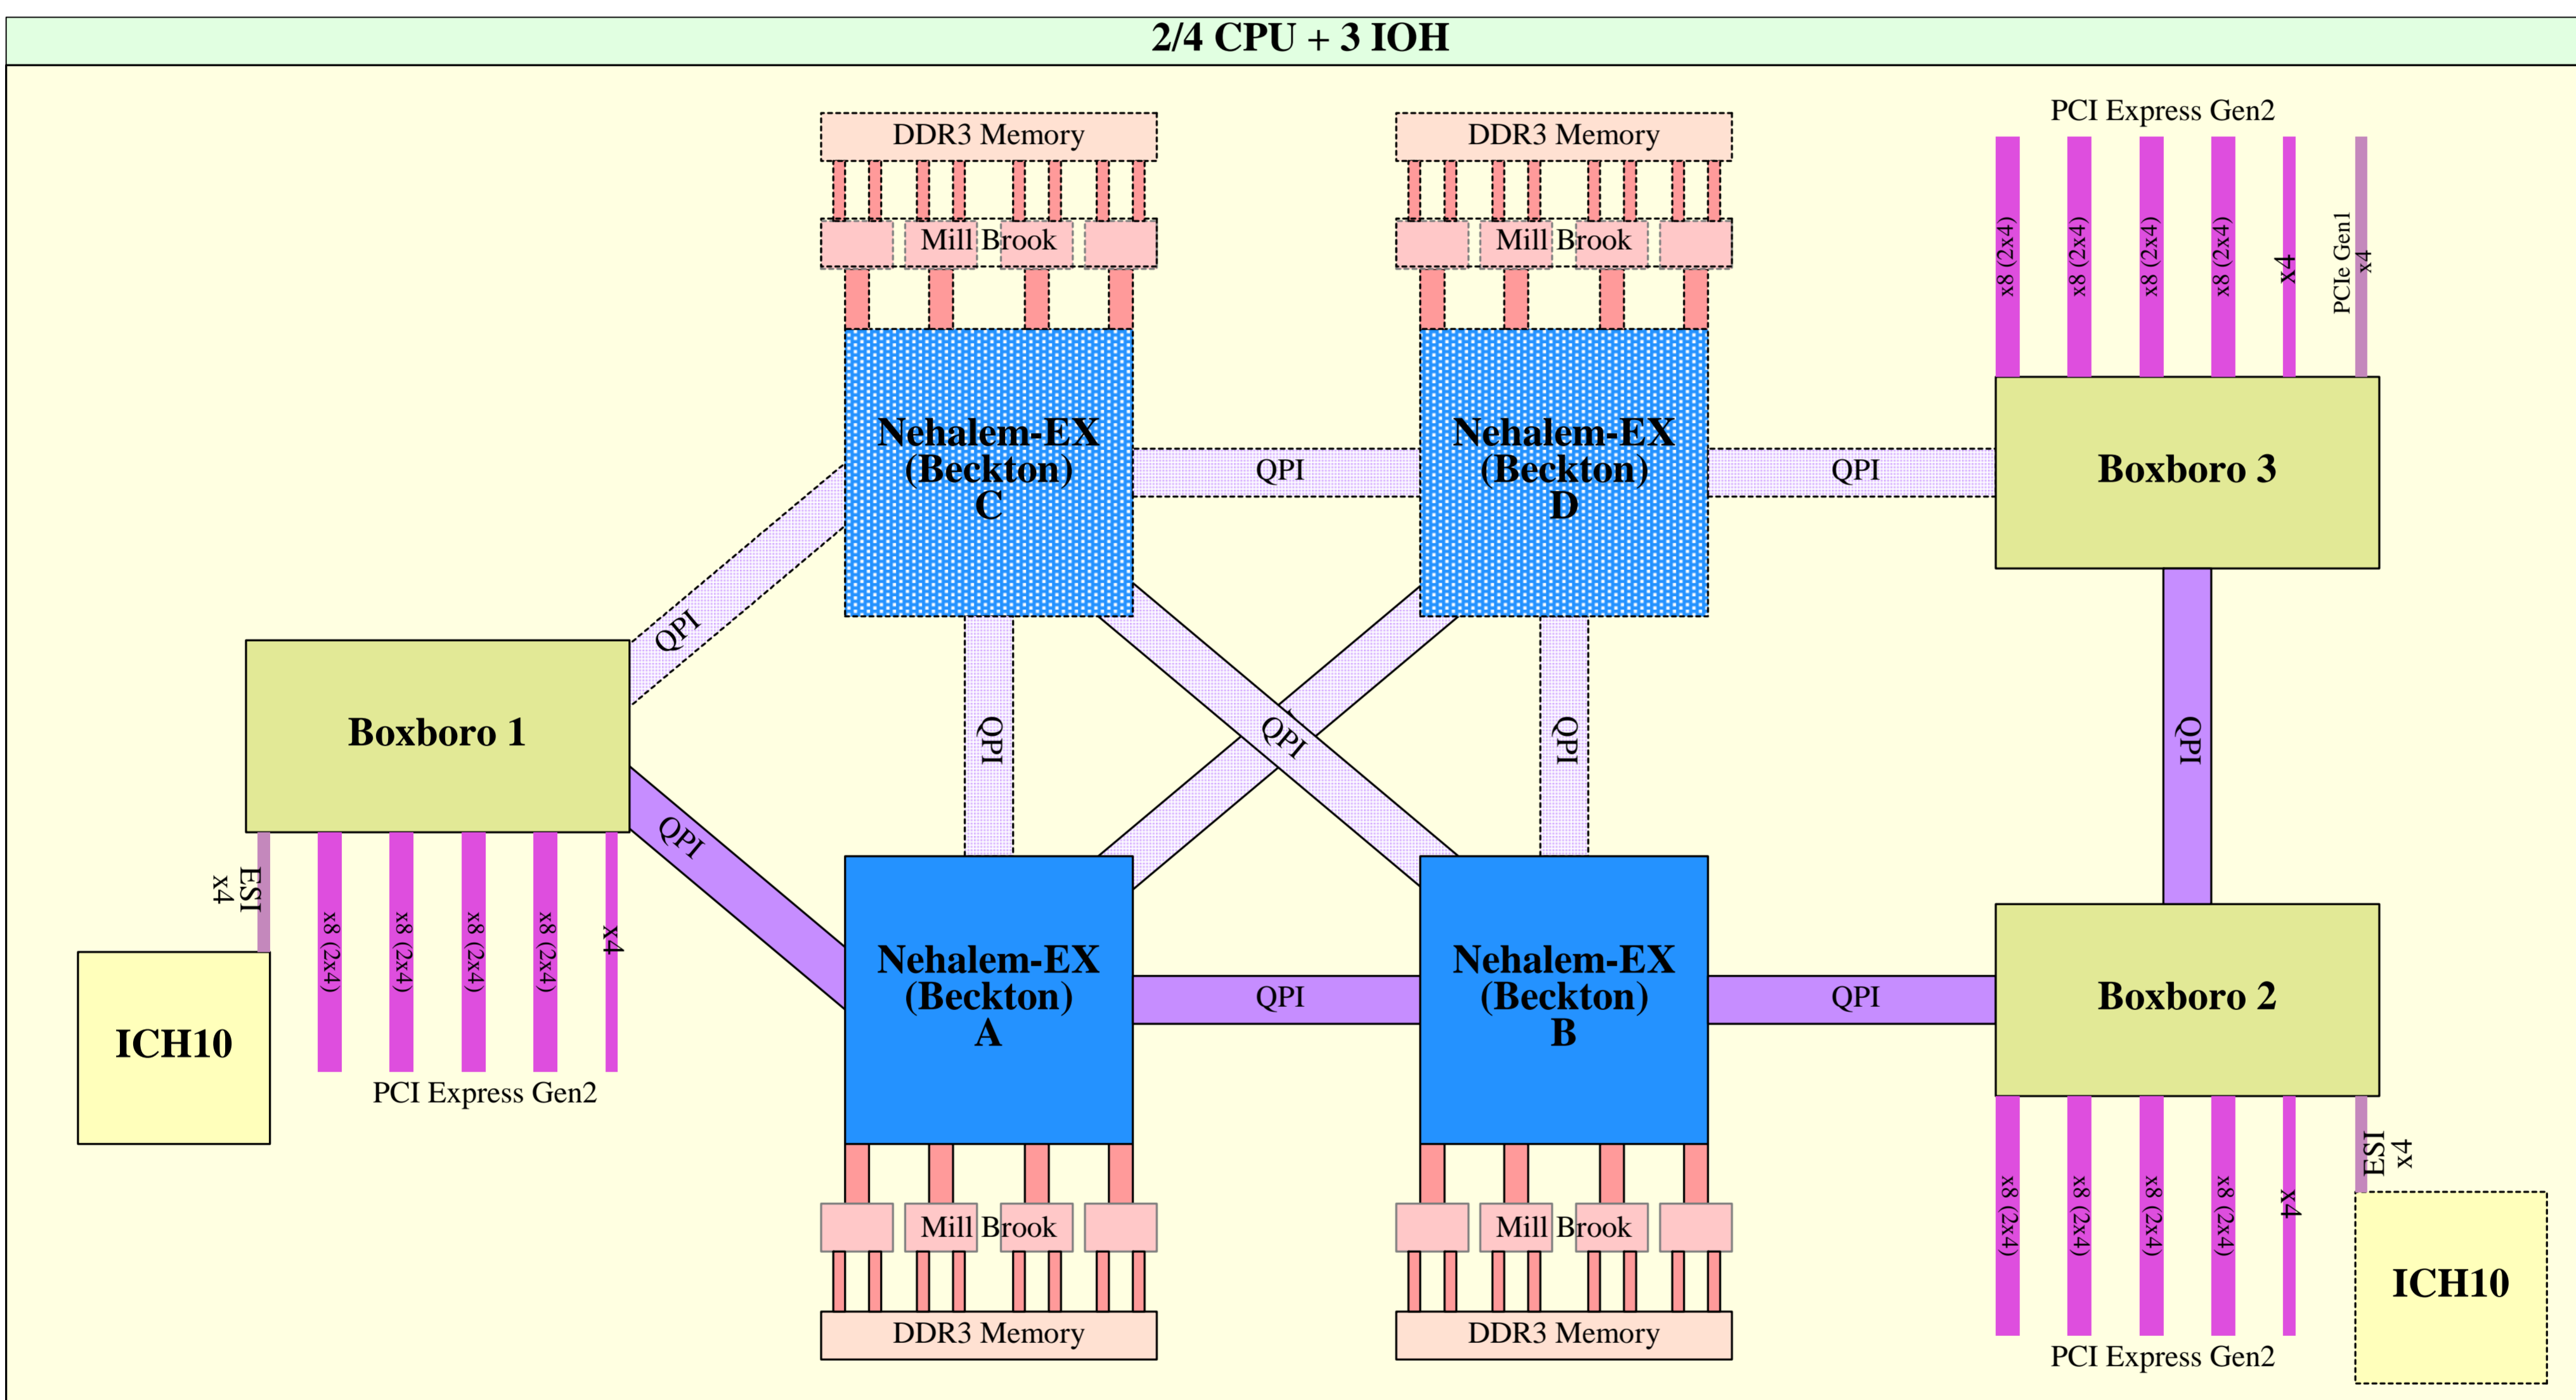 2/4 CPU + 3 IOH
DDR3 Memory
Mill Brook
Nehalem-EX
(Beckton)
C
DDR3 Memory
Mill Brook
Nehalem-EX
(Beckton)
D
PCI Express Gen2
x8 (2x4)
x8 (2x4)
x8 (2x4)
x8 (2x4)
x4
PCIe Gen1
x4
QPI
QPI
Boxboro 3
QPI
Boxboro 1
QPI
QPI
QPI
QPI
QPI
ESI
x4
x8 (2x4)
x8 (2x4)
x8 (2x4)
x8 (2x4)
x4
PCI Express Gen2
ICH10
Nehalem-EX
(Beckton)
A
QPI
Nehalem-EX
(Beckton)
B
QPI
Boxboro 2
Mill Brook
DDR3 Memory
Mill Brook
DDR3 Memory
x8 (2x4)
x8 (2x4)
x8 (2x4)
x8 (2x4)
x4
ESI
x4
PCI Express Gen2
ICH10